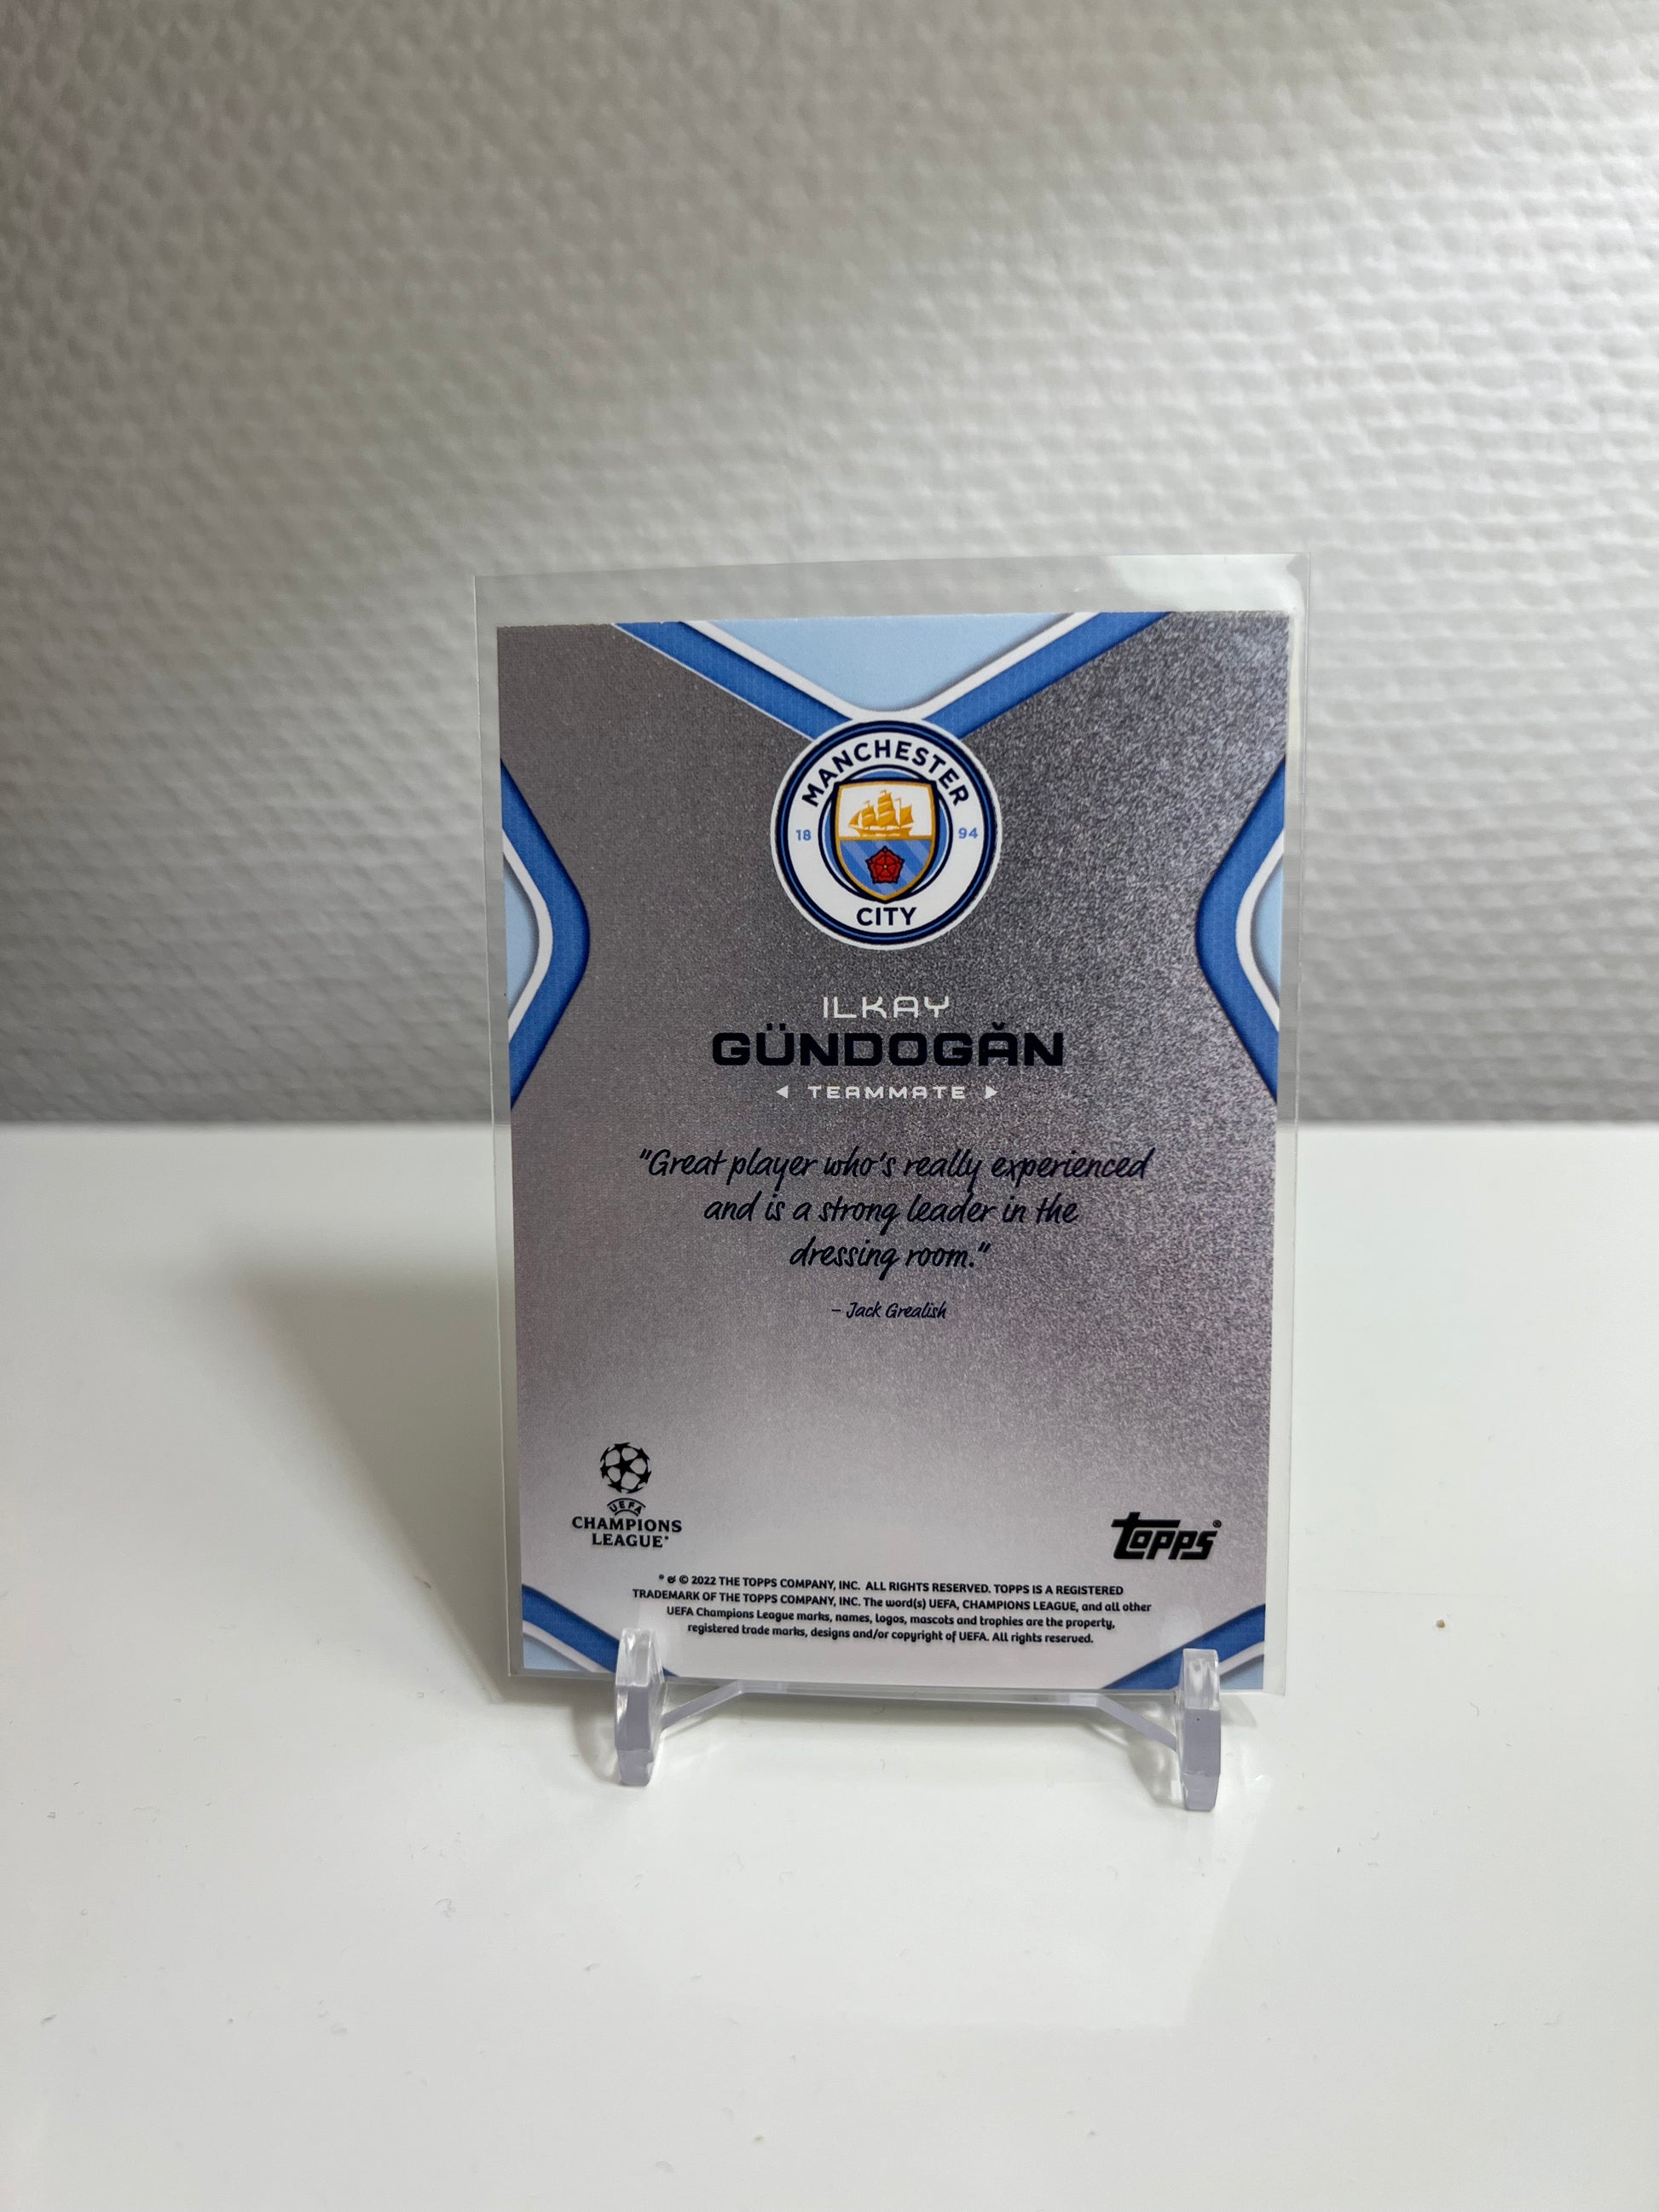 MANCHESTER
18 94
CITY
ILKAY
GÜNDOGǍN
TEAMMATE
"Great player who's really experienced
and is a strong leader in the
dressing room."
– Jack Grealish
UEFA
CHAMPIONS
LEAGUE®
Topps®
® & © 2022 THE TOPPS COMPANY, INC. ALL RIGHTS RESERVED. TOPPS IS A REGISTERED
TRADEMARK OF THE TOPPS COMPANY, INC. The word(s) UEFA, CHAMPIONS LEAGUE, and all other
UEFA Champions League marks, names, logos, mascots and trophies are the property,
registered trade marks, designs and/or copyright of UEFA. All rights reserved.